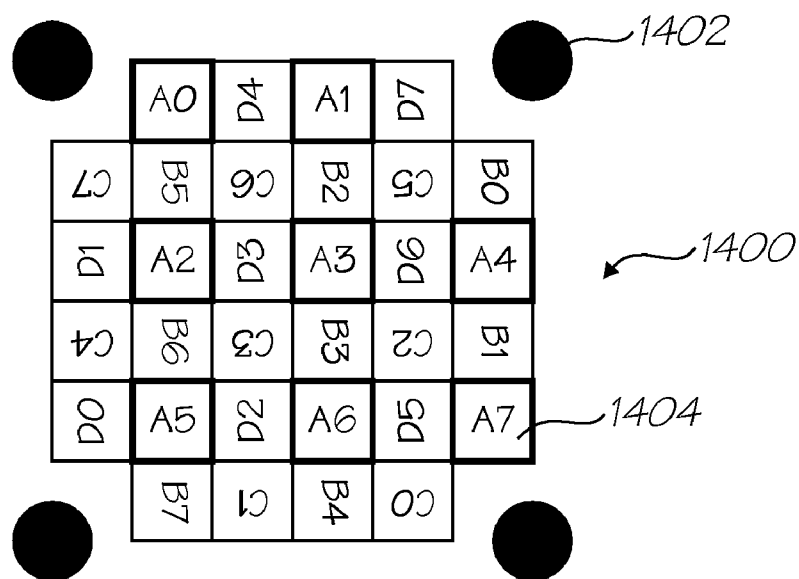 1402
A0 D4 A1 D7
C7 B5 C6 B2 C5 B0
D1 A2 D3 A3 D6 A4
1400
C4 B6 C3 B3 C2 B1
D0 A5 D2 A6 D5 A7
1404
B7 C1 B4 C0